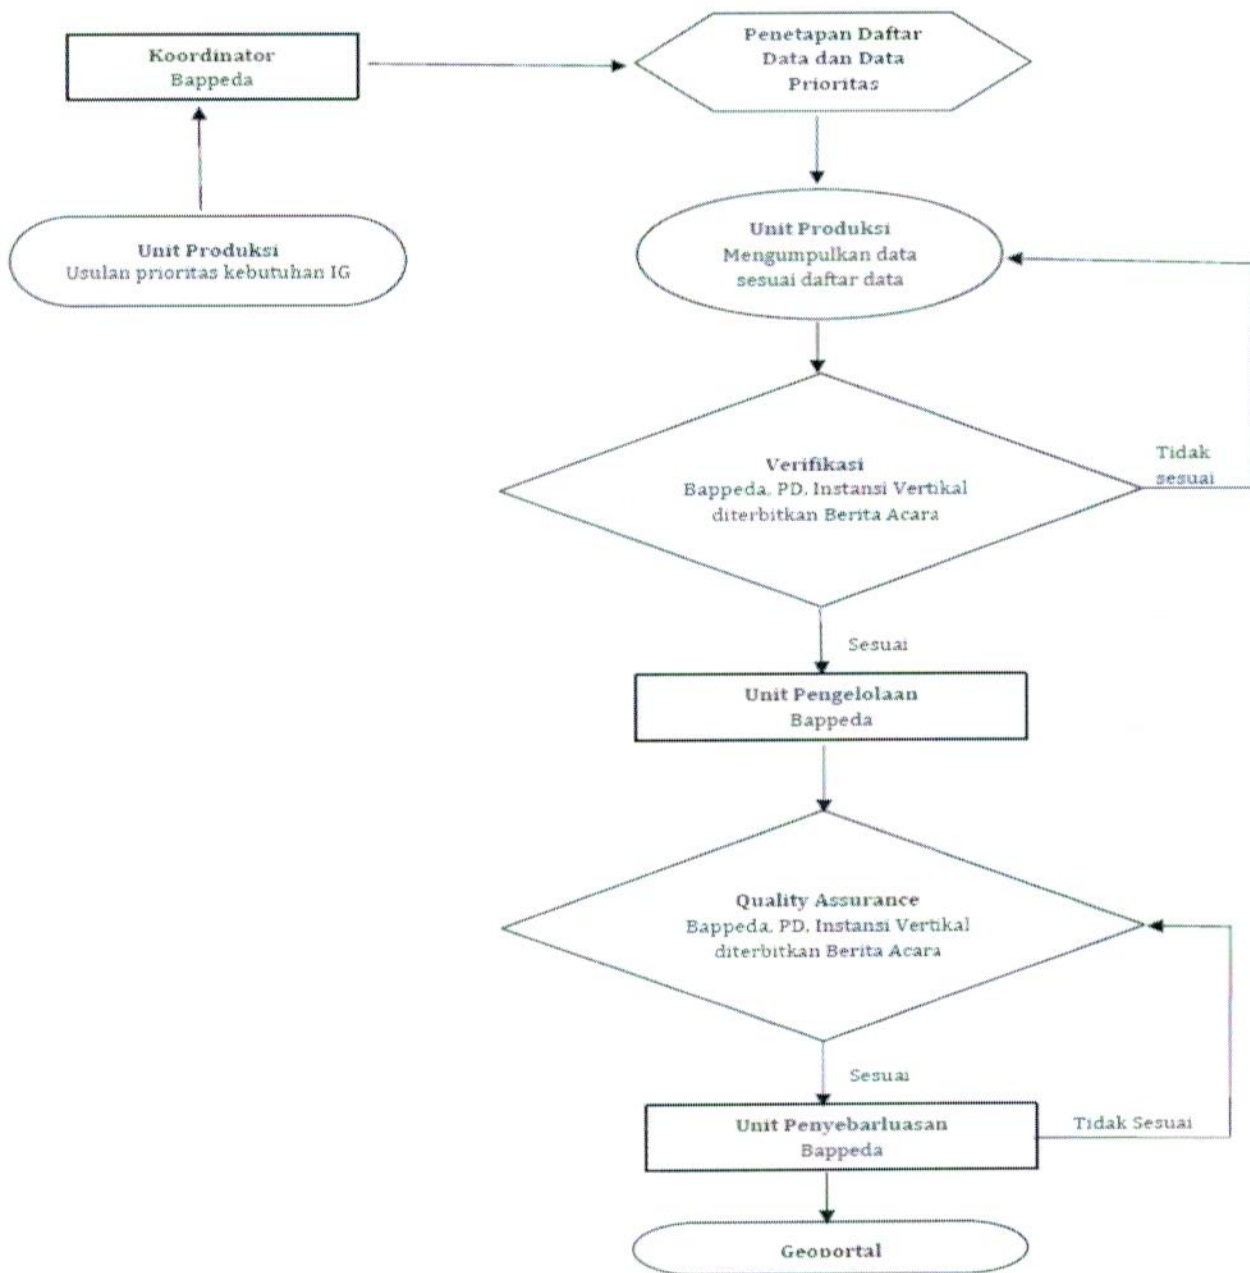 Koordinator
Bappeda
Penetapan Daftar
Data dan Data
Prioritas
Unit Produksi
Usulan prioritas kebutuhan IG
Unit Produksi
Mengumpulkan data
sesuai daftar data
Verifikasi
Bappeda, PD, Instansi Vertikal
diterbitkan Berita Acara
Tidak
sesuai
Sesuai
Unit Pengelolaan
Bappeda
Quality Assurance
Bappeda, PD, Instansi Vertikal
diterbitkan Berita Acara
Sesuai
Unit Penyebarluasan
Bappeda
Tidak Sesuai
Geoportal